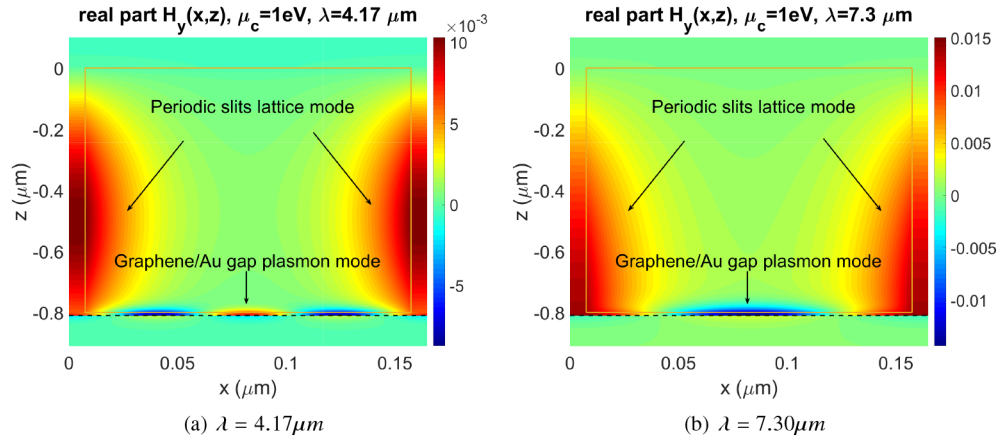 real part H_y(x,z), μ_c=1eV, λ=4.17 μm
×10^-3
10
5
0
-5
0
-0.2
-0.4
-0.6
-0.8
z (μm)
Periodic slits lattice mode
Graphene/Au gap plasmon mode
0
0.05
0.1
0.15
x (μm)
(a) λ = 4.17μm
real part H_y(x,z), μ_c=1eV, λ=7.3 μm
0.015
0.01
0.005
0
-0.005
-0.01
0
-0.2
-0.4
-0.6
-0.8
z (μm)
Periodic slits lattice mode
Graphene/Au gap plasmon mode
0
0.05
0.1
0.15
x (μm)
(b) λ = 7.30μm